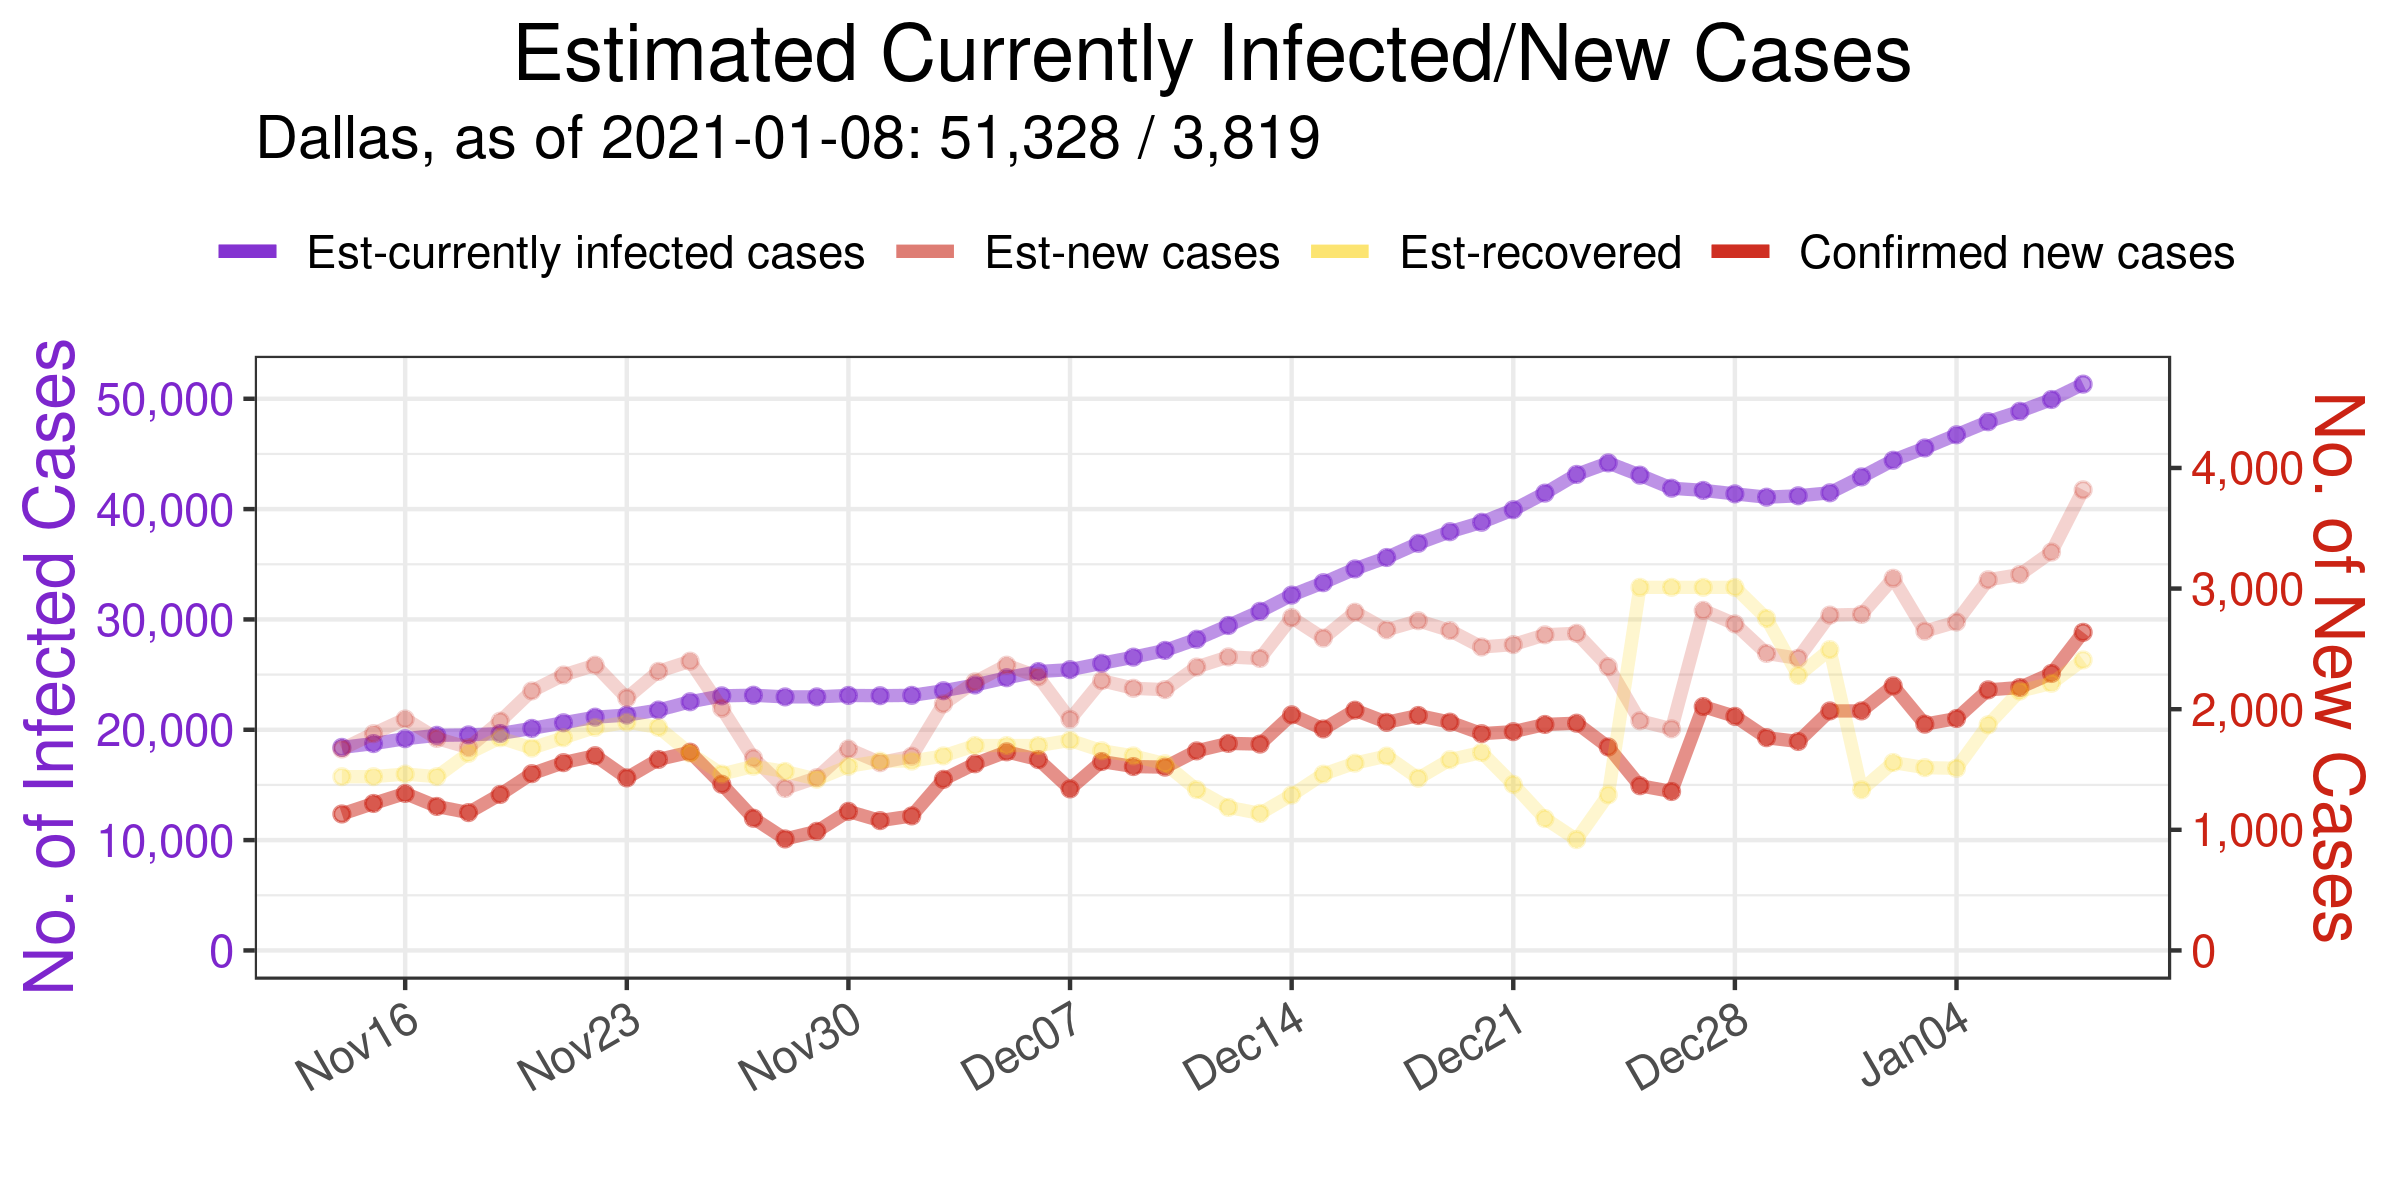 Estimated Currently Infected/New Cases
Dallas, as of 2021-01-08: 51,328 / 3,819
Est-currently infected cases Est-new cases Est-recovered Confirmed new cases
No. of Infected Cases
50,000
40,000
30,000
20,000
10,000
0
4,000
3,000
2,000
1,000
0
No. of New Cases
Nov16 Nov23 Nov30 Dec07 Dec14 Dec21 Dec28 Jan04